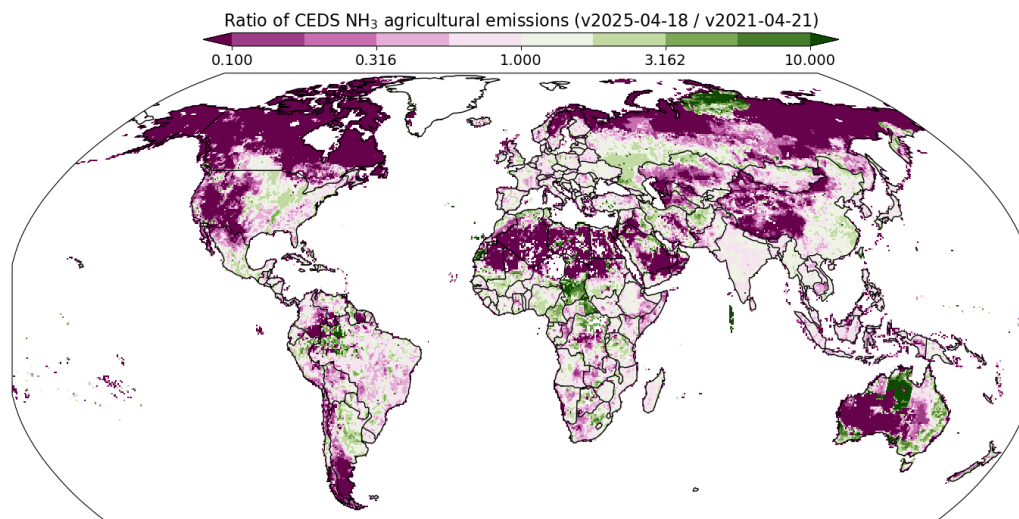 Ratio of CEDS NH₃ agricultural emissions (v2025-04-18 / v2021-04-21)
0.100 0.316 1.000 3.162 10.000